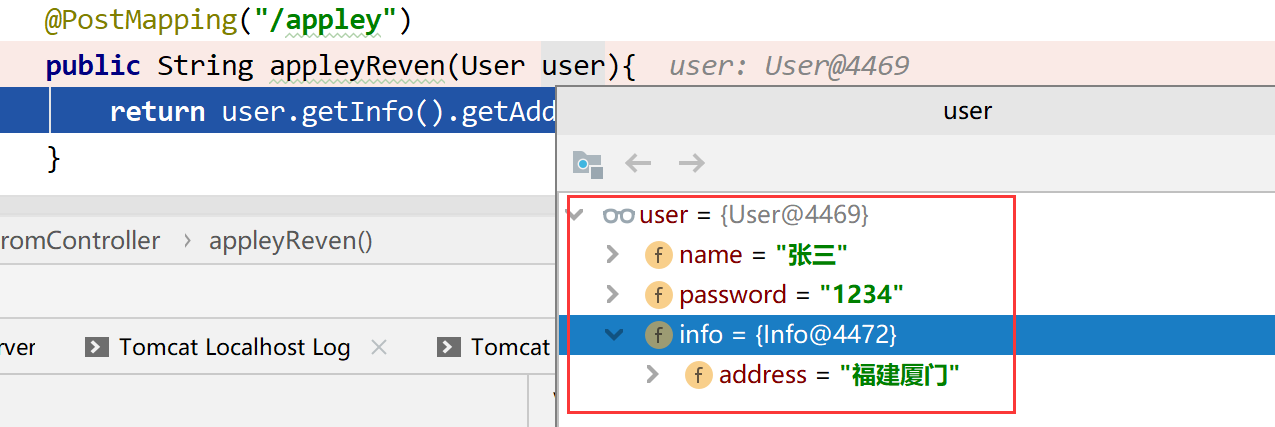 @PostMapping("/appley")
public String appleyReven(User user){ user: User@4469
return user.getInfo().getAdd
user
}
user = {User@4469}
romController › appleyReven()
name = "张三"
password = "1234"
info = {Info@4472}
rver Tomcat Localhost Log × Tomcat
address = "福建厦门"